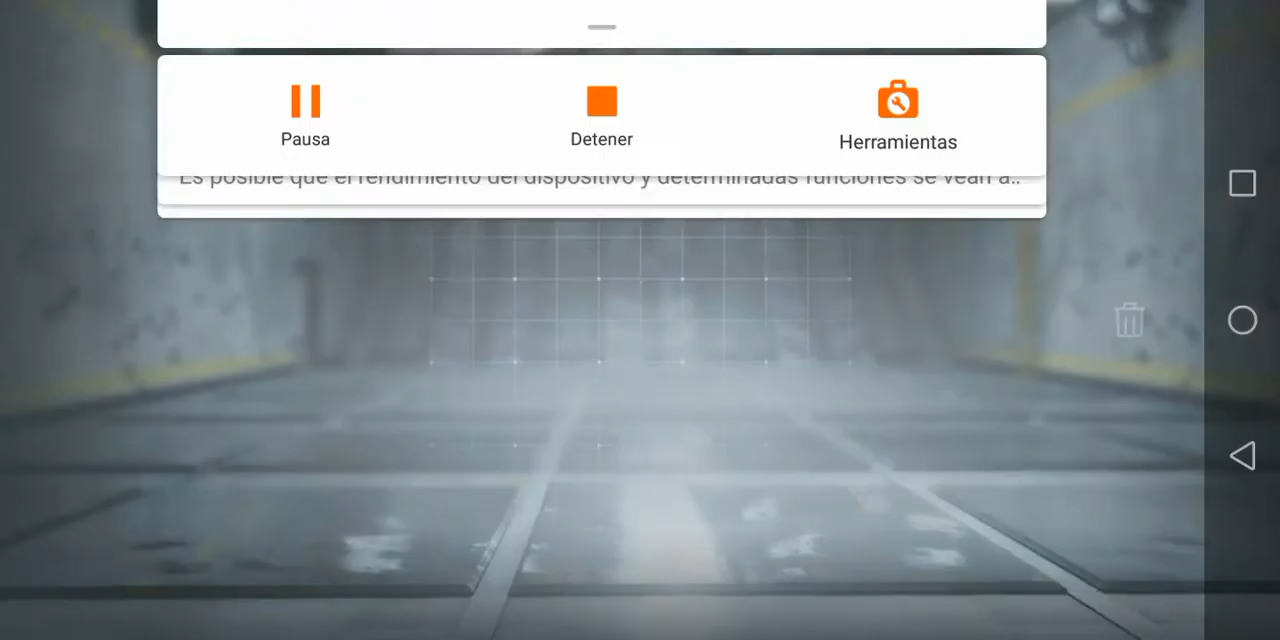 Pausa
Detener
Herramientas
Es posible que el rendimiento del dispositivo y determinadas funciones se vean a..